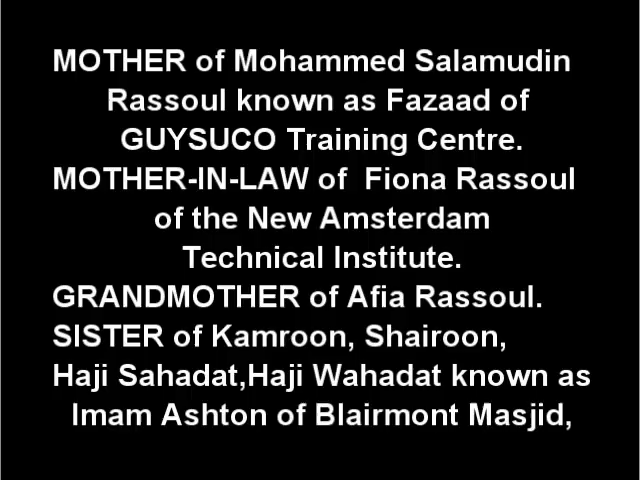 MOTHER of Mohammed Salamudin
Rassoul known as Fazaad of
GUYSUCO Training Centre.
MOTHER-IN-LAW of  Fiona Rassoul
of the New Amsterdam
Technical Institute.
GRANDMOTHER of Afia Rassoul.
SISTER of Kamroon, Shairoon,
Haji Sahadat,Haji Wahadat known as
Imam Ashton of Blairmont Masjid,